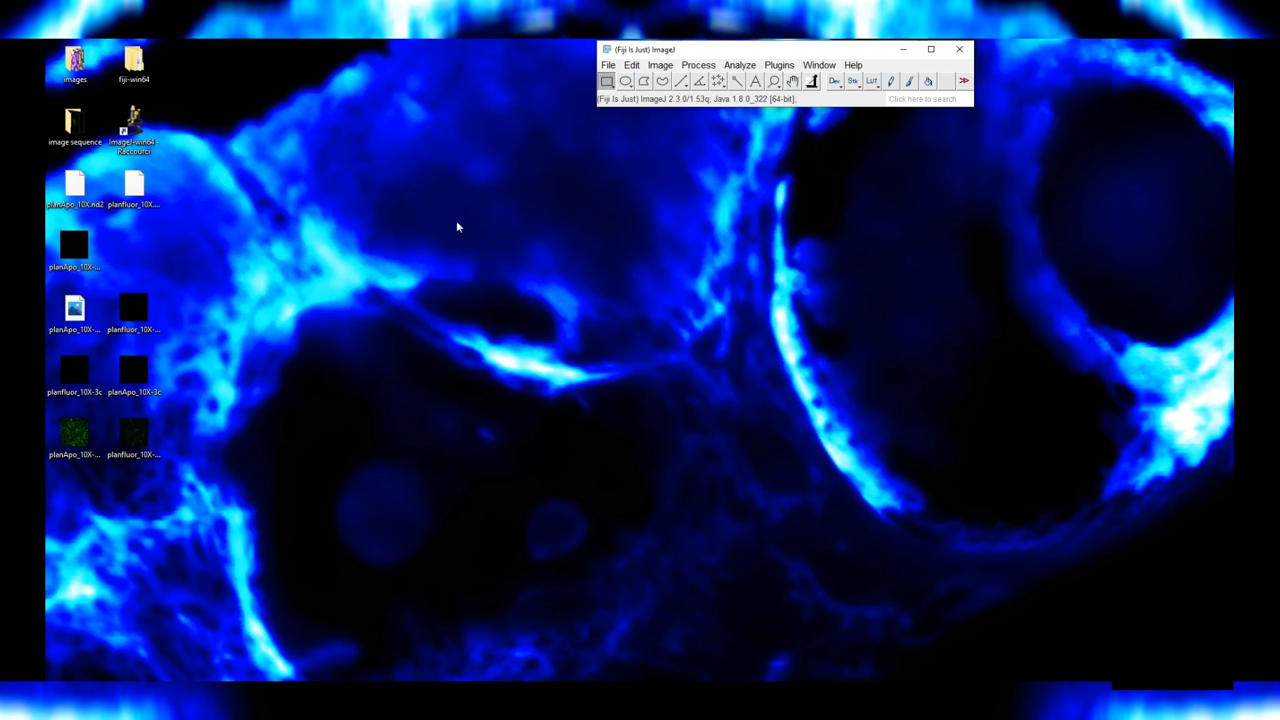 (Fiji Is Just) ImageJ
File Edit Image Process Analyze Plugins Window Help
Dev Stk LUT
(Fiji Is Just) ImageJ 2.3.0/1.53q; Java 1.8.0_322 [64-bit];
Click here to search
images
fiji-win64
image sequence
ImageJ-win64 -
Raccourci
planApo_10X.nd2
planfluor_10X....
planApo_10X-...
planApo_10X-...
planfluor_10X-...
planfluor_10X-3c
planApo_10X-3c
planApo_10X-...
planfluor_10X-...